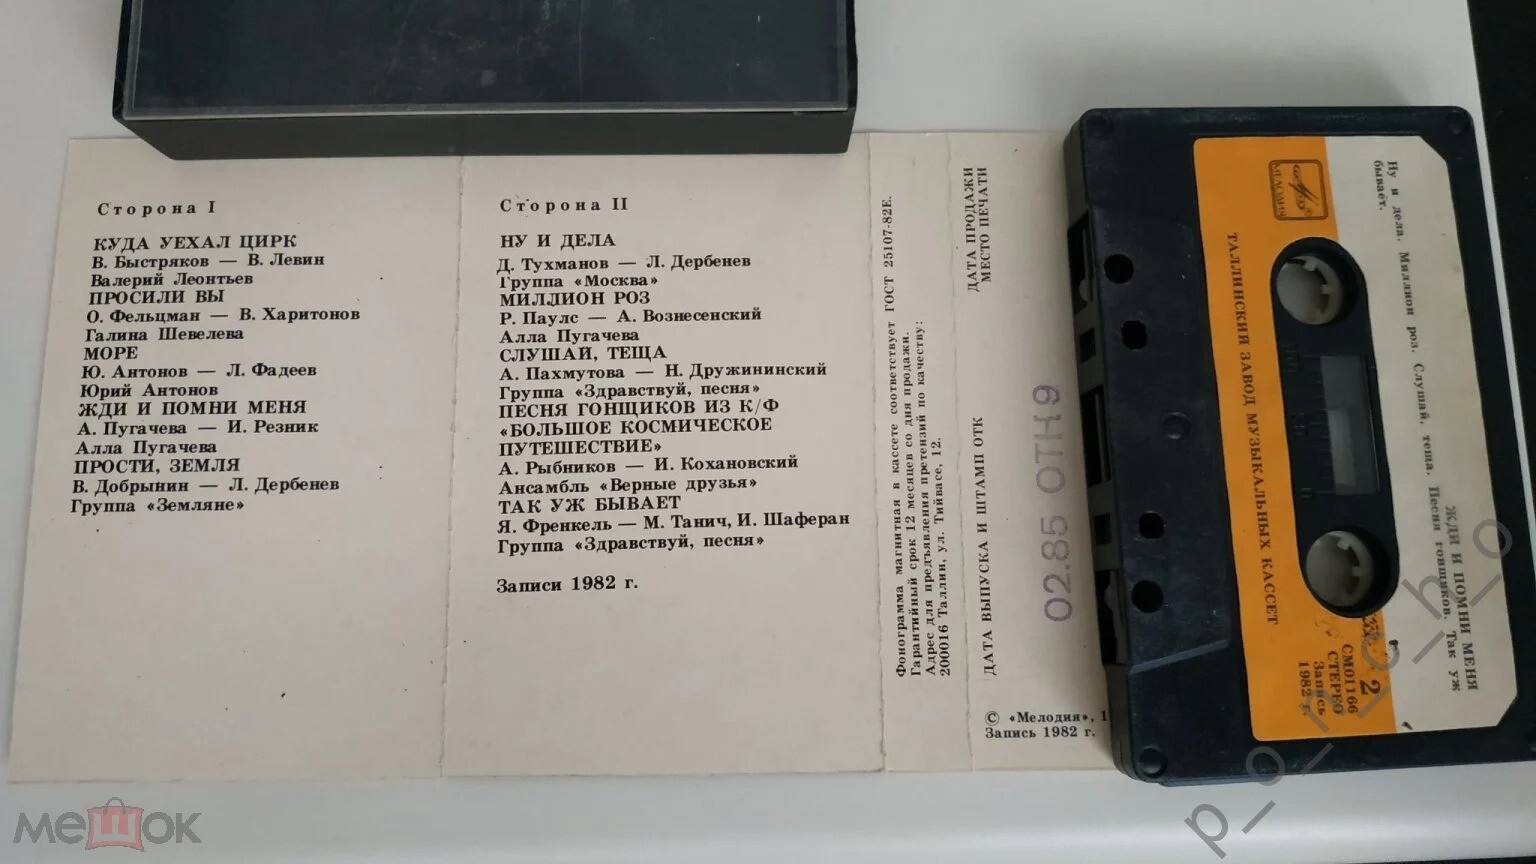 Сторона I
КУДА УЕХАЛ ЦИРК
В. Быстряков — В. Левин
Валерий Леонтьев
ПРОСИЛИ ВЫ
О. Фельцман — В. Харитонов
Галина Шевелева
МОРЕ
Ю. Антонов — Л. Фадеев
Юрий Антонов
ЖДИ И ПОМНИ МЕНЯ
А. Пугачева — И. Резник
Алла Пугачева
ПРОСТИ, ЗЕМЛЯ
В. Добрынин — Л. Дербенев
Группа «Земляне»
Сторона II
НУ И ДЕЛА
Д. Тухманов — Л. Дербенев
Группа «Москва»
МИЛЛИОН РОЗ
Р. Паулс — А. Вознесенский
Алла Пугачева
СЛУШАЙ, ТЕЩА
А. Пахмутова — Н. Дружининский
Группа «Здравствуй, песня»
ПЕСНЯ ГОНЩИКОВ ИЗ К/Ф
«БОЛЬШОЕ КОСМИЧЕСКОЕ
ПУТЕШЕСТВИЕ»
А. Рыбников — И. Кохановский
Ансамбль «Верные друзья»
ТАК УЖ БЫВАЕТ
Я. Френкель — М. Танич, И. Шаферан
Группа «Здравствуй, песня»
Записи 1982 г.
Фонограмма магнитная в кассете соответствует ГОСТ 25107-82Е.
Гарантийный срок 12 месяцев со дня продажи.
Адрес для предъявления претензий по качеству:
200016 Таллин, ул. Тийвасе, 12.
ДАТА ПРОДАЖИ
МЕСТО ПЕЧАТИ
ДАТА ВЫПУСКА И ШТАМП ОТК
02.85 ОТК 9
© «Мелодия», 1
Запись 1982 г.
МЕЛОДИЯ
ТАЛЛИНСКИЙ ЗАВОД МУЗЫКАЛЬНЫХ КАССЕТ
2
СМ01166
СТЕРЕО
Запись
1982 г.
ЖДИ И ПОМНИ МЕНЯ
Ну и дела. Миллион роз. Слушай, теща. Песня гонщиков. Так уж
бывает.
мешок
p_o_r_c_h_o